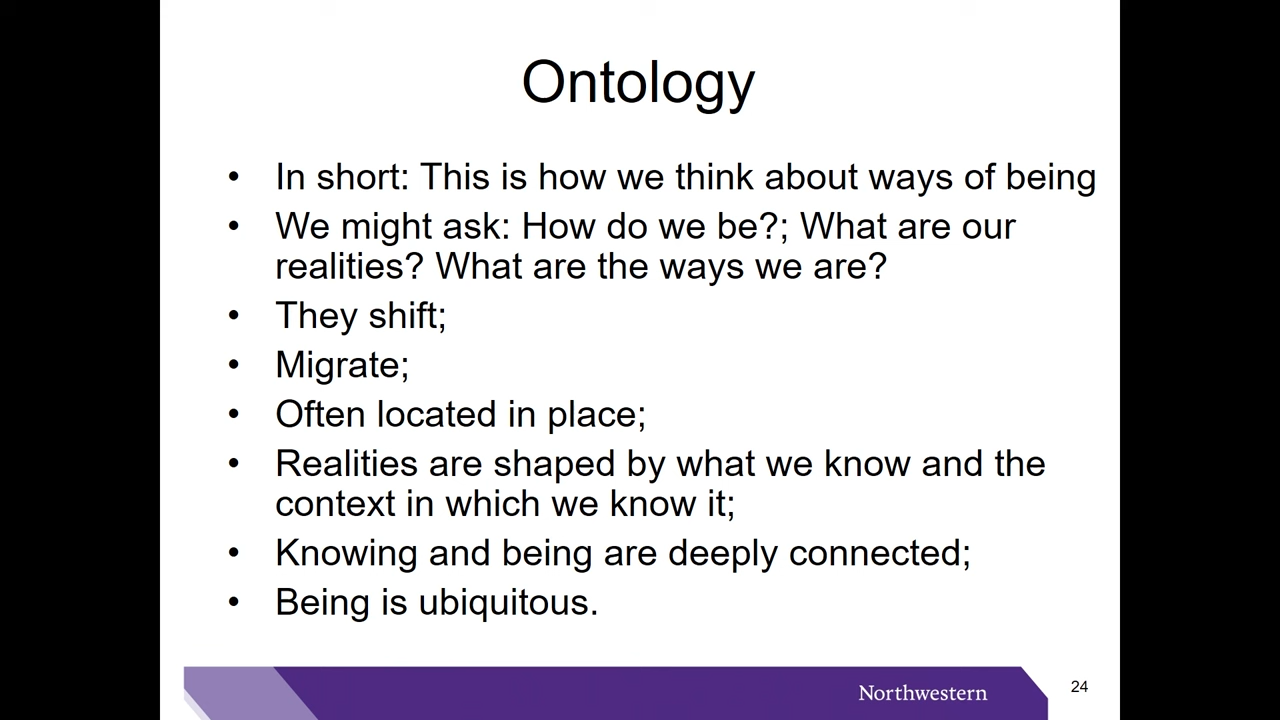 Ontology
• In short: This is how we think about ways of being
• We might ask: How do we be?; What are our
realities? What are the ways we are?
• They shift;
• Migrate;
• Often located in place;
• Realities are shaped by what we know and the
context in which we know it;
• Knowing and being are deeply connected;
• Being is ubiquitous.
Northwestern
24